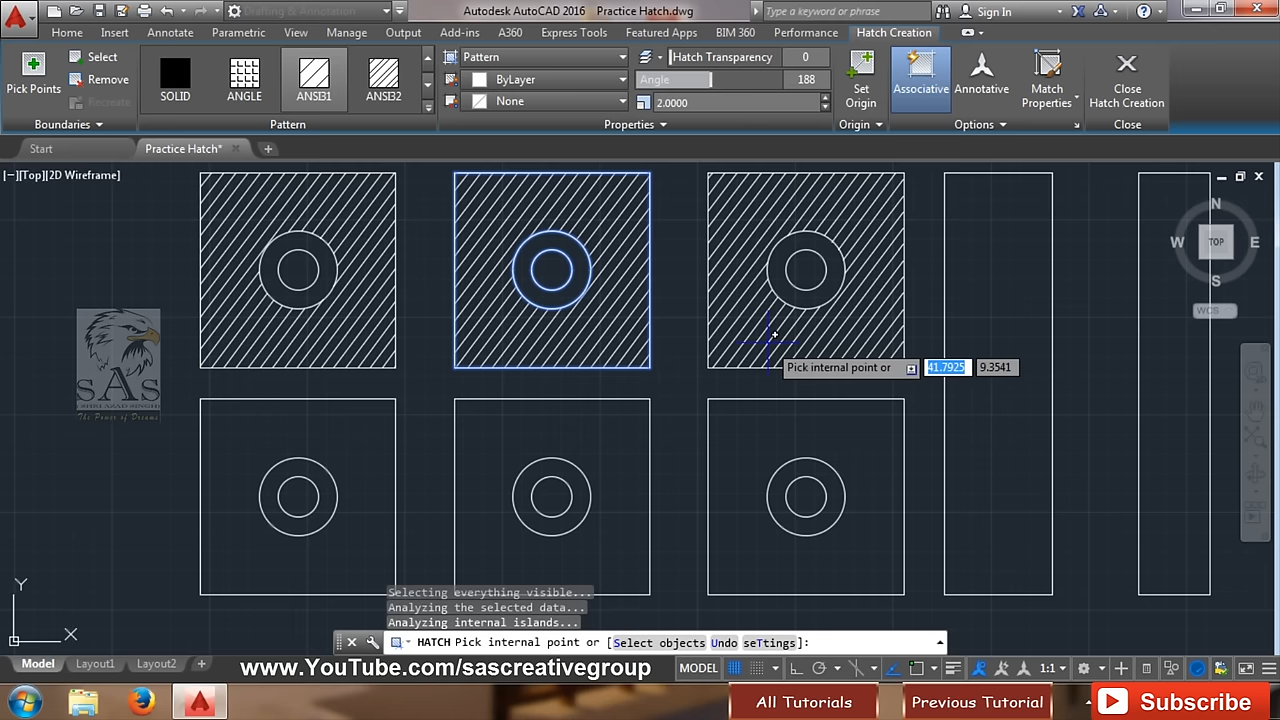 Drafting & Annotation
Autodesk AutoCAD 2016 Practice Hatch.dwg
Type a keyword or phrase
Sign In
Home Insert Annotate Parametric View Manage Output Add-ins A360 Express Tools Featured Apps BIM 360 Performance Hatch Creation
Pick Points
Select
Remove
Recreate
Boundaries
SOLID ANGLE ANSI31 ANSI32
Pattern
Pattern
ByLayer
None
Hatch Transparency 0
Angle 188
2.0000
Properties
Set Origin
Origin
Associative
Annotative
Match Properties
Options
Close Hatch Creation
Close
Start Practice Hatch*
[−][Top][2D Wireframe]
N
W TOP E
S
WCS
SAS
The Power of Dreams
Pick internal point or 41.7925 9.3541
Y
X
Selecting everything visible...
Analyzing the selected data...
Analyzing internal islands...
HATCH Pick internal point or [Select objects Undo seTtings]:
Model Layout1 Layout2
www.YouTube.com/sascreativegroup
MODEL 1:1
All Tutorials Previous Tutorial Subscribe